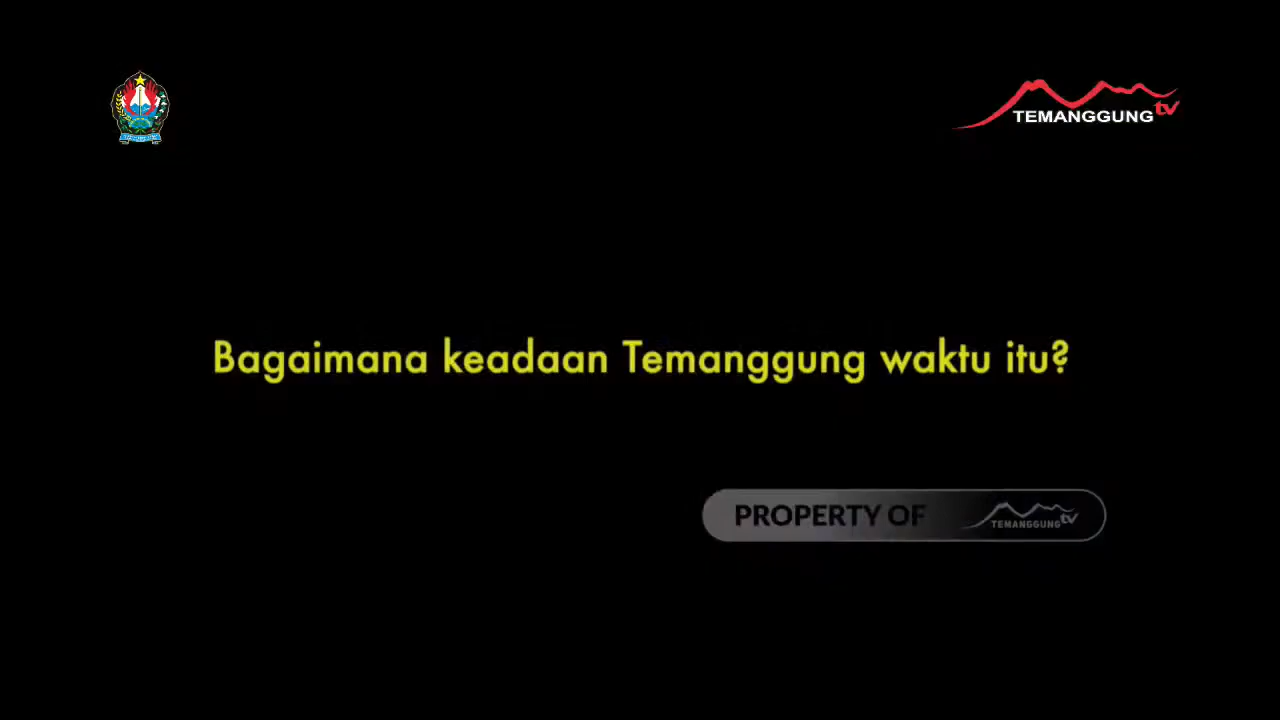 TEMANGGUNG tv
Bagaimana keadaan Temanggung waktu itu?
PROPERTY OF TEMANGGUNG tv